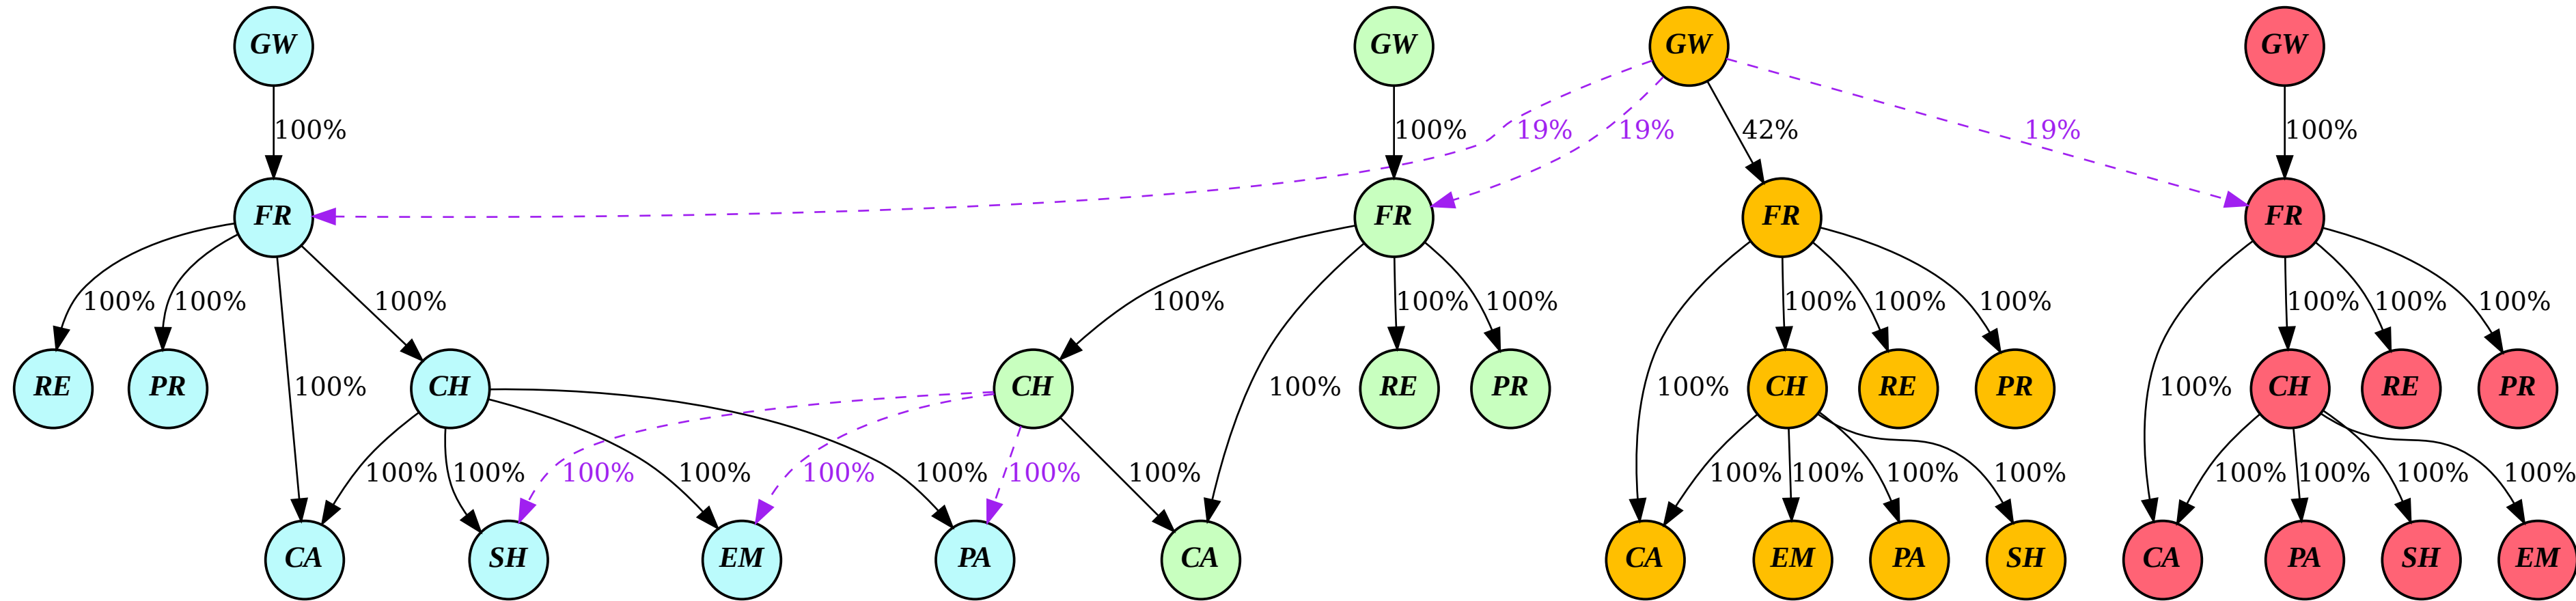 GW GW GW GW
100% 100% 19% 19% 42% 19% 100%
FR FR FR FR
100% 100% 100% 100% 100% 100% 100% 100% 100% 100% 100% 100%
RE PR 100% CH CH 100% RE PR 100% CH RE PR 100% CH RE PR
100% 100% 100% 100% 100% 100% 100% 100% 100% 100% 100% 100% 100% 100% 100% 100%
CA SH EM PA CA CA EM PA SH CA PA SH EM